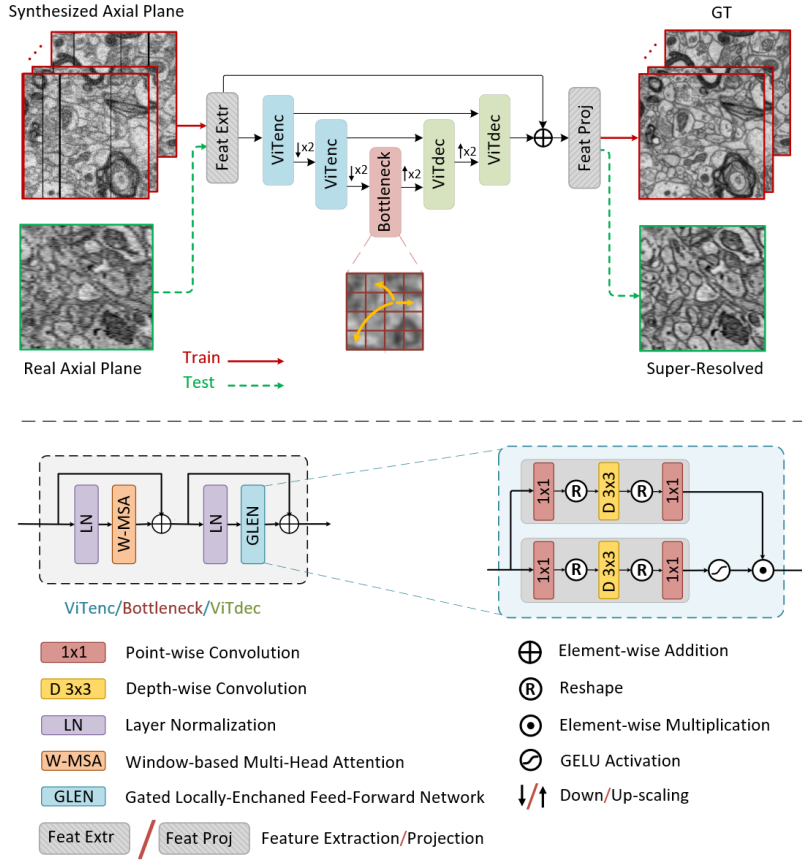 Synthesized Axial Plane
GT
Feat Extr
ViTenc
↓x2
ViTenc
↓x2
Bottleneck
↑x2
ViTdec
↑x2
ViTdec
Feat Proj
Real Axial Plane
Train
Test
Super-Resolved
LN
W-MSA
LN
GLEN
ViTenc/Bottleneck/ViTdec
1x1
R
D 3x3
R
1x1
1x1
R
D 3x3
R
1x1
1x1 Point-wise Convolution
D 3x3 Depth-wise Convolution
LN Layer Normalization
W-MSA Window-based Multi-Head Attention
GLEN Gated Locally-Enchaned Feed-Forward Network
Feat Extr / Feat Proj Feature Extraction/Projection
Element-wise Addition
R Reshape
Element-wise Multiplication
GELU Activation
↓/↑ Down/Up-scaling